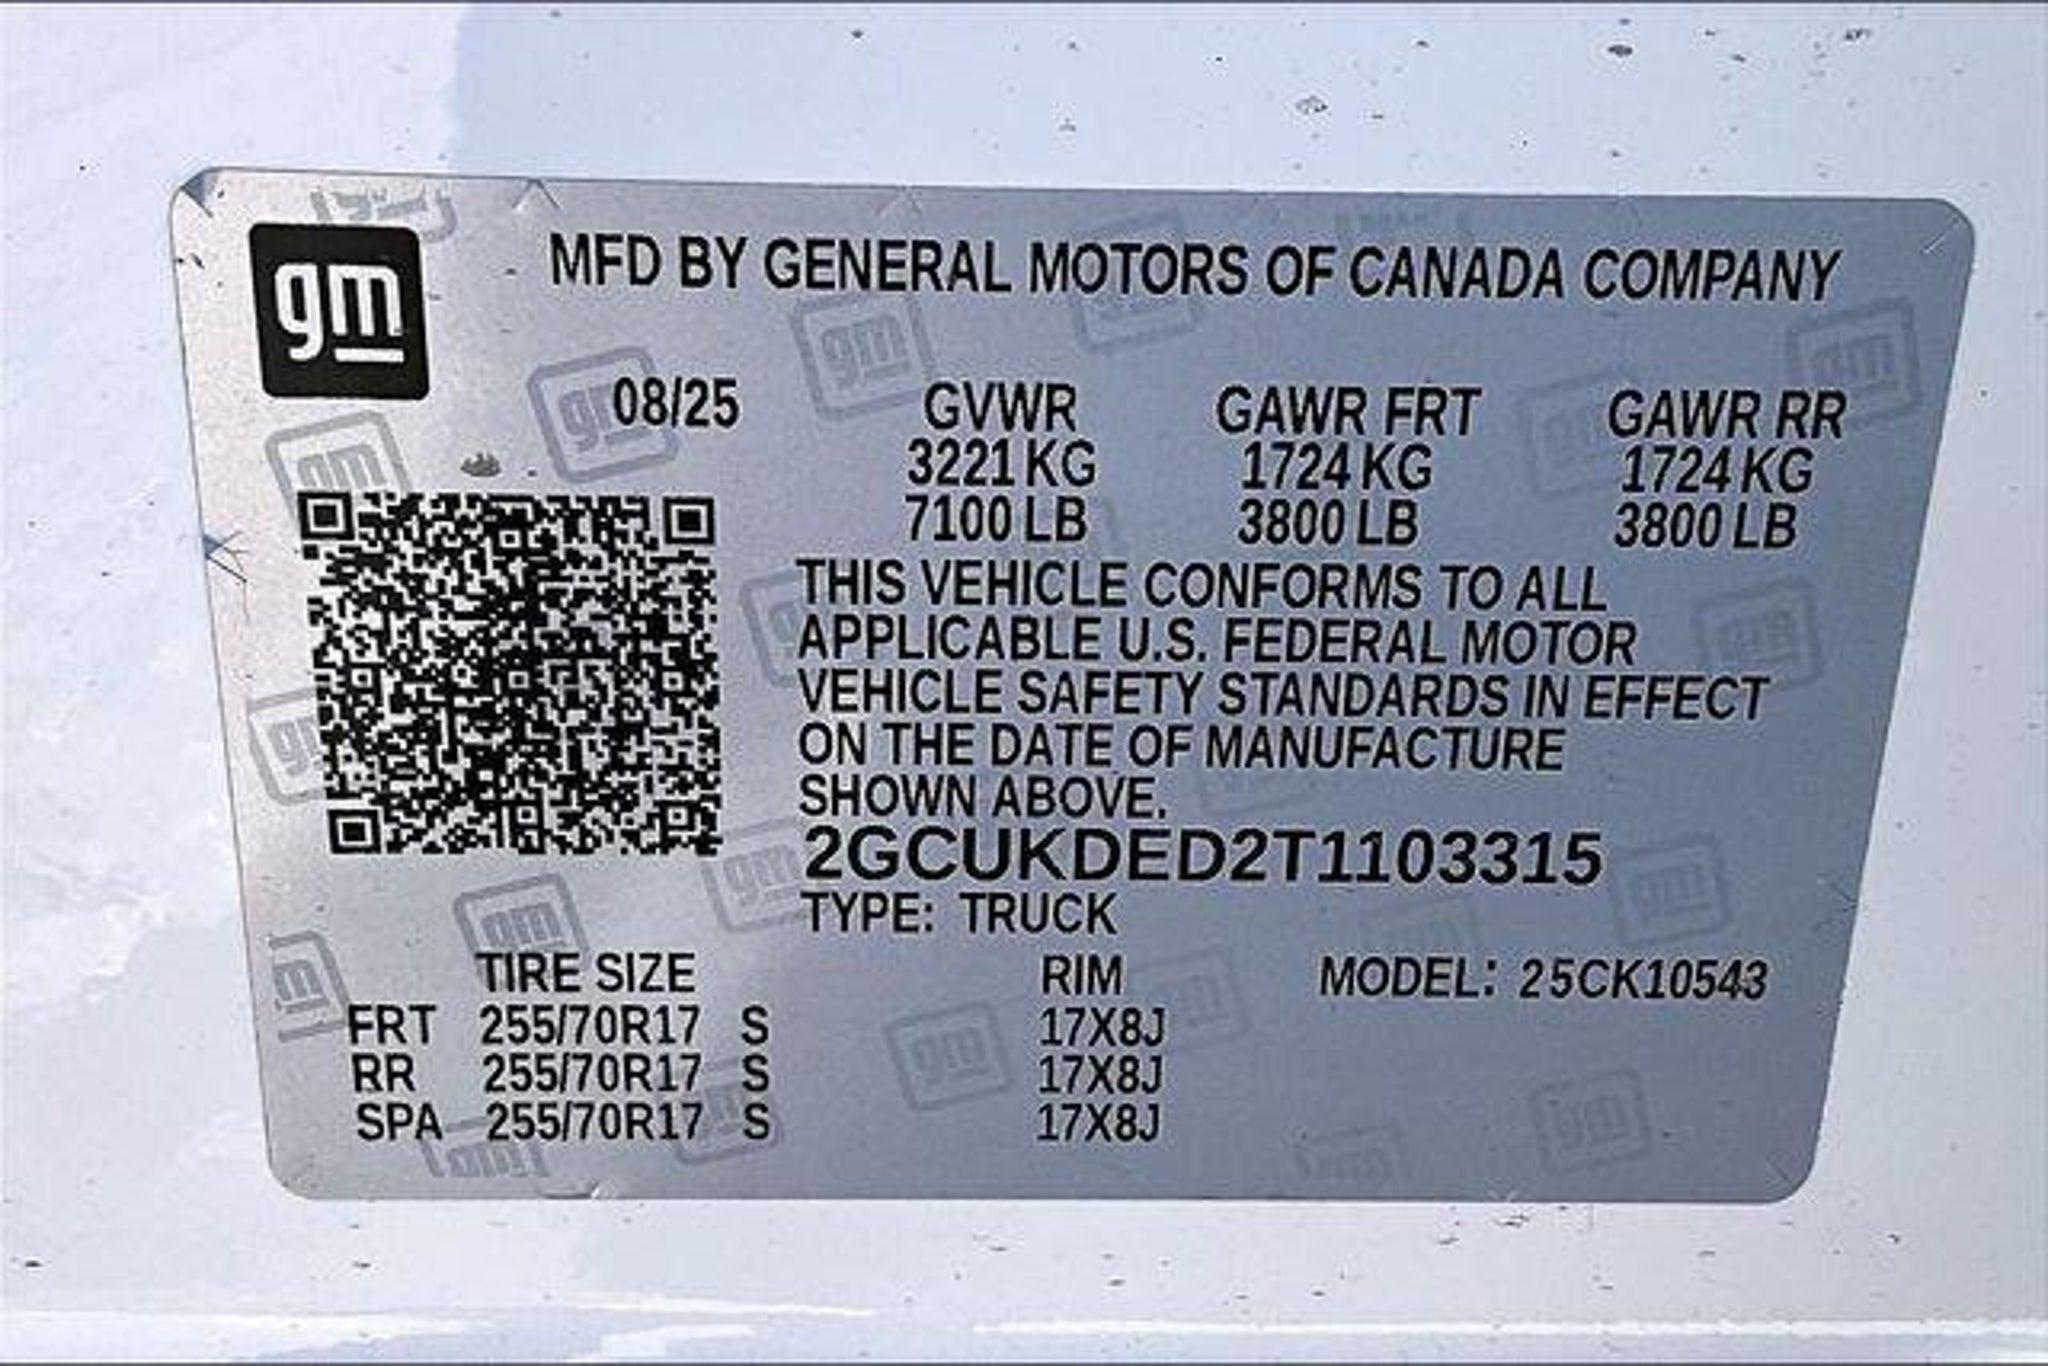 gm
MFD BY GENERAL MOTORS OF CANADA COMPANY
08/25 GVWR GAWR FRT GAWR RR
3221 KG 1724 KG 1724 KG
7100 LB 3800 LB 3800 LB
THIS VEHICLE CONFORMS TO ALL
APPLICABLE U.S. FEDERAL MOTOR
VEHICLE SAFETY STANDARDS IN EFFECT
ON THE DATE OF MANUFACTURE
SHOWN ABOVE.
2GCUKDED2T1103315
TYPE: TRUCK
TIRE SIZE RIM MODEL: 25CK10543
FRT 255/70R17 S 17X8J
RR 255/70R17 S 17X8J
SPA 255/70R17 S 17X8J